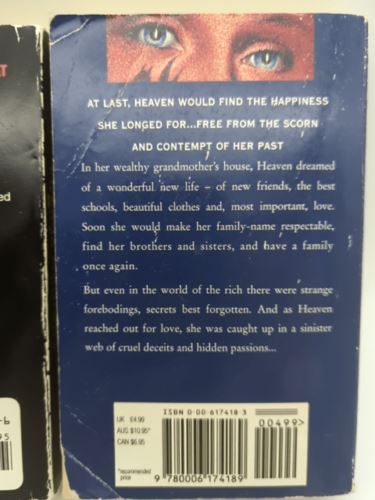 AT LAST, HEAVEN WOULD FIND THE HAPPINESS
SHE LONGED FOR...FREE FROM THE SCORN
AND CONTEMPT OF HER PAST
In her wealthy grandmother's house, Heaven dreamed
of a wonderful new life – of new friends, the best
schools, beautiful clothes and, most important, love.
Soon she would make her family-name respectable,
find her brothers and sisters, and have a family
once again.
But even in the world of the rich there were strange
forebodings, secrets best forgotten. And as Heaven
reached out for love, she was caught up in a sinister
web of cruel deceits and hidden passions...
ISBN 0-00-617418-3
UK £4.99
AUS $10.95*
CAN $6.95
*recommended
price
00499>
9 780006 174189